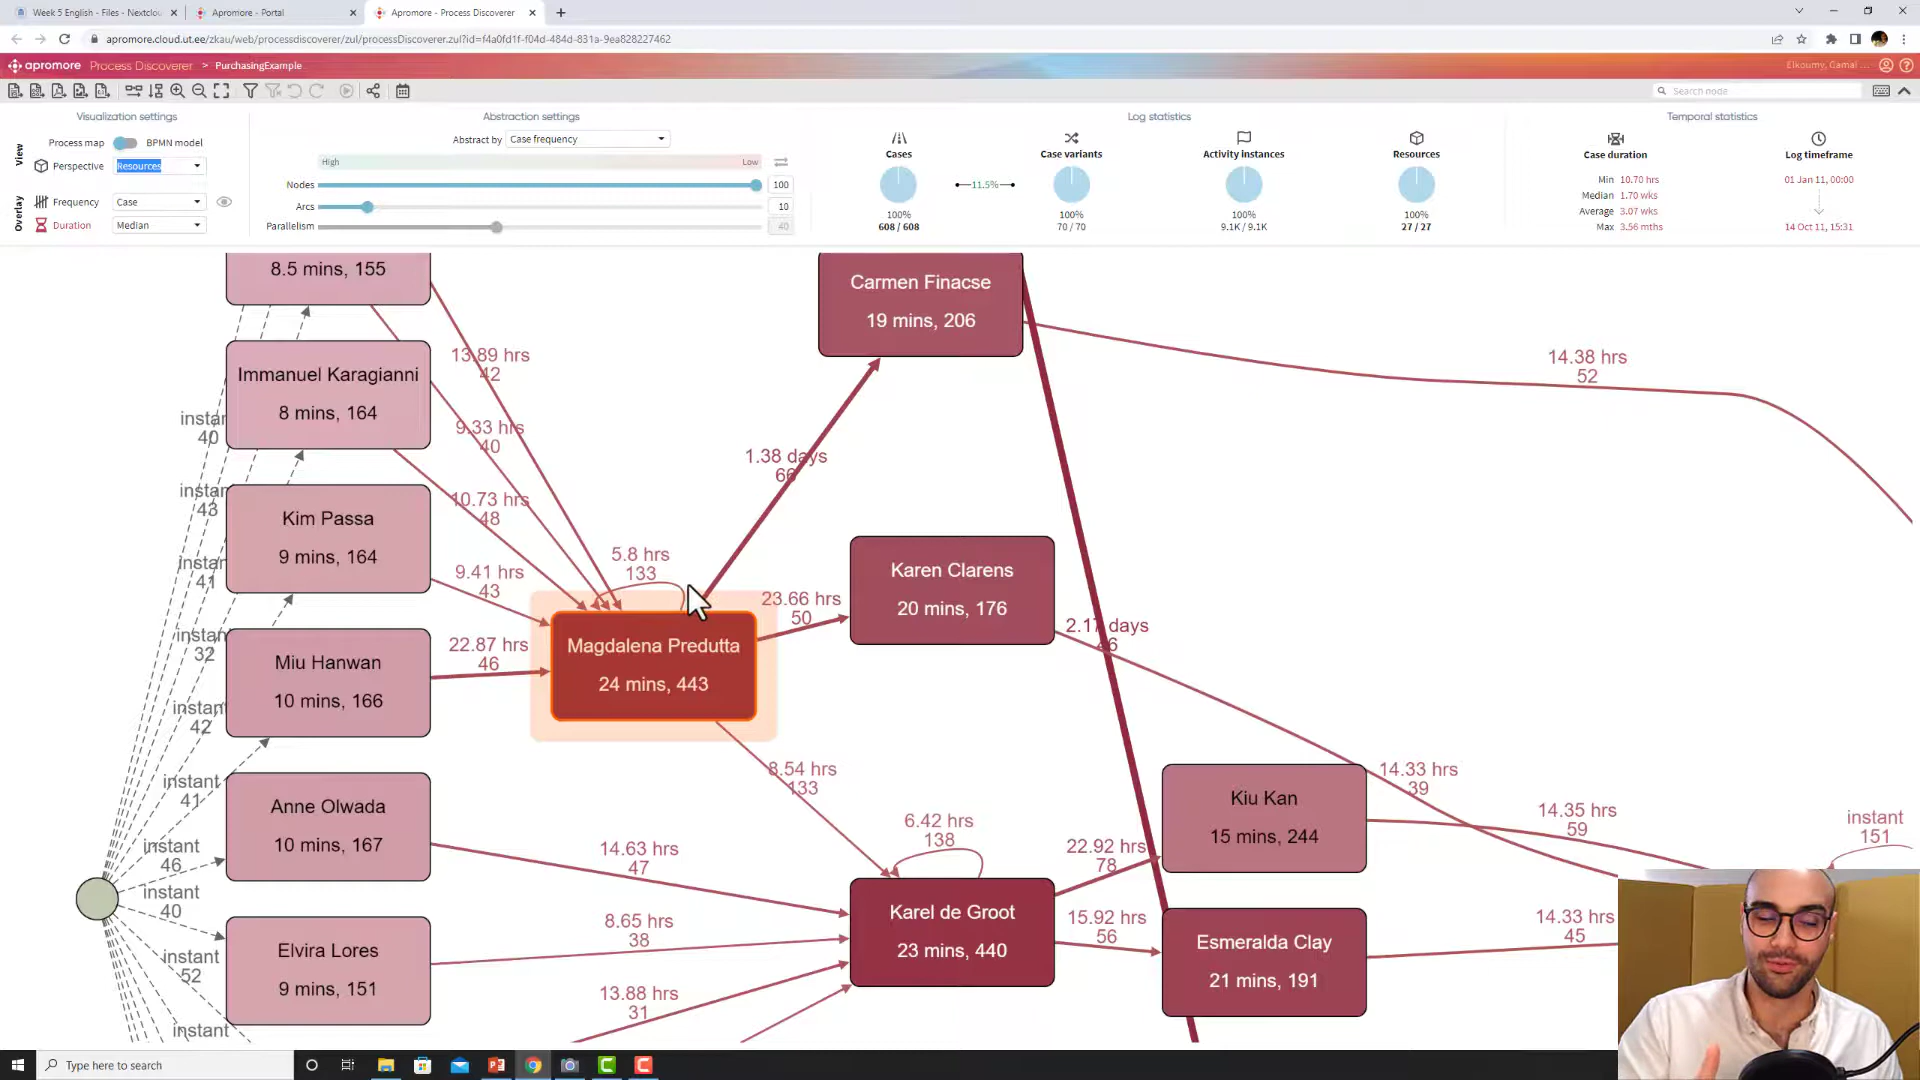 Week 5 English - Files - Nextclou
Apromore - Portal
Apromore - Process Discoverer
apromore.cloud.ut.ee/zkau/web/processdiscoverer/zul/processDiscoverer.zul?id=f4a0fd1f-f04d-484d-831a-9ea828227462
apromore Process Discoverer > PurchasingExample
Elkoumy, Gamal ...
Search node
Visualization settings
View
Process map BPMN model
Perspective Resources
Overlay
Frequency Case
Duration Median
Abstraction settings
Abstract by Case frequency
High Low
Nodes 100
Arcs 10
Parallelism 40
Log statistics
Cases
100%
608 / 608
11.5%
Case variants
100%
70 / 70
Activity instances
100%
9.1K / 9.1K
Resources
100%
27 / 27
Temporal statistics
Case duration
Min 10.70 hrs
Median 1.70 wks
Average 3.07 wks
Max 3.56 mths
Log timeframe
01 Jan 11, 00:00
14 Oct 11, 15:31
8.5 mins, 155
Immanuel Karagianni
8 mins, 164
Kim Passa
9 mins, 164
Miu Hanwan
10 mins, 166
Anne Olwada
10 mins, 167
Elvira Lores
9 mins, 151
instan
40
instan
43
instan
41
instan
32
instan
42
instant
41
instant
46
instant
40
instant
52
instant
13.89 hrs
42
9.33 hrs
40
10.73 hrs
48
9.41 hrs
43
22.87 hrs
46
5.8 hrs
133
Magdalena Predutta
24 mins, 443
1.38 days
66
23.66 hrs
50
8.54 hrs
133
14.63 hrs
47
8.65 hrs
38
13.88 hrs
31
Carmen Finacse
19 mins, 206
Karen Clarens
20 mins, 176
6.42 hrs
138
Karel de Groot
23 mins, 440
14.38 hrs
52
2.17 days
46
22.92 hrs
78
15.92 hrs
56
Kiu Kan
15 mins, 244
Esmeralda Clay
21 mins, 191
14.33 hrs
39
14.35 hrs
59
14.33 hrs
45
instant
151
Type here to search